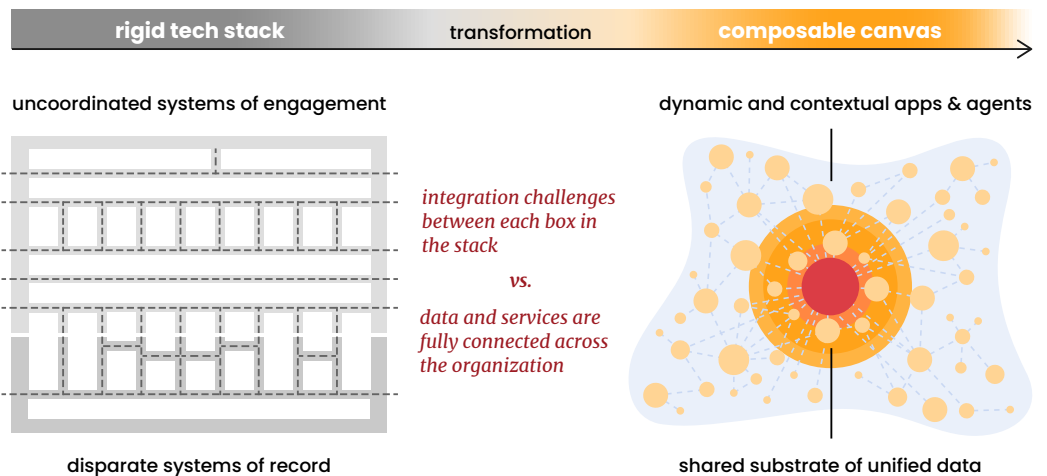 rigid tech stack
transformation
composable canvas
uncoordinated systems of engagement
dynamic and contextual apps & agents
integration challenges
between each box in
the stack
vs.
data and services are
fully connected across
the organization
disparate systems of record
shared substrate of unified data